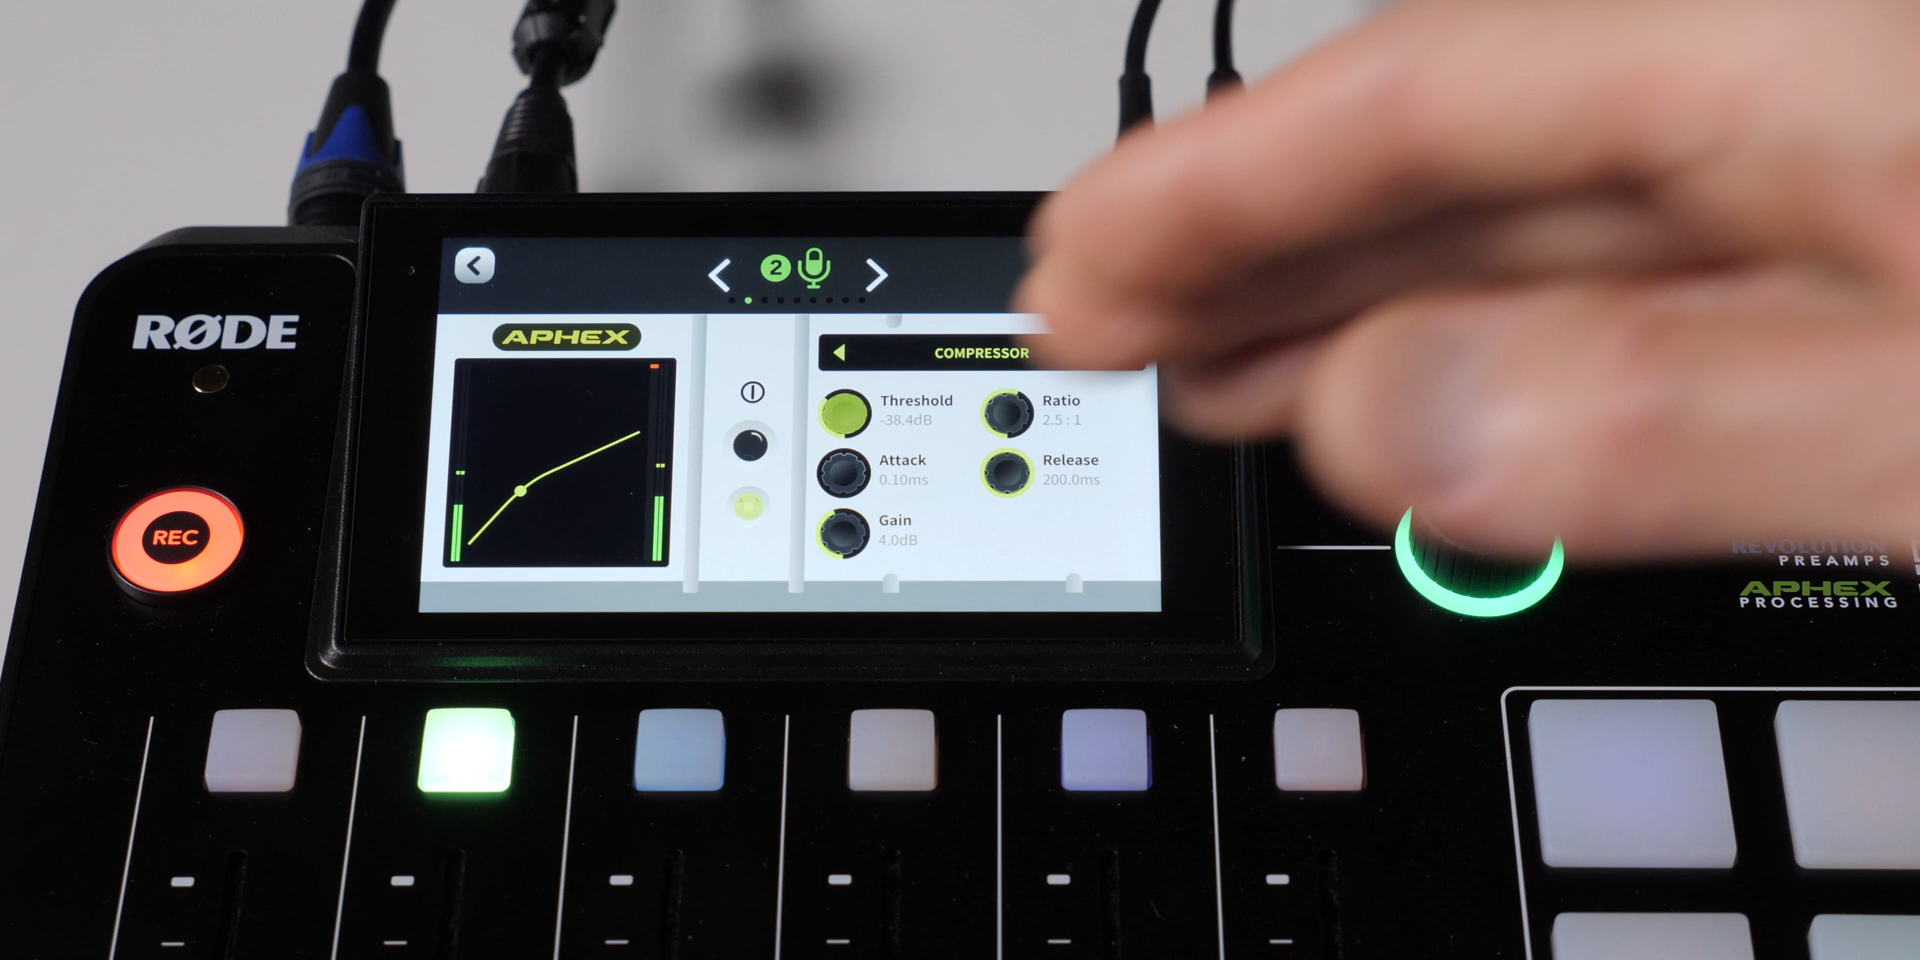 2
RØDE
APHEX
COMPRESSOR
Threshold
-38.4dB
Ratio
2.5 : 1
Attack
0.10ms
Release
200.0ms
Gain
4.0dB
REC
REVOLUTION
PREAMPS
APHEX
PROCESSING